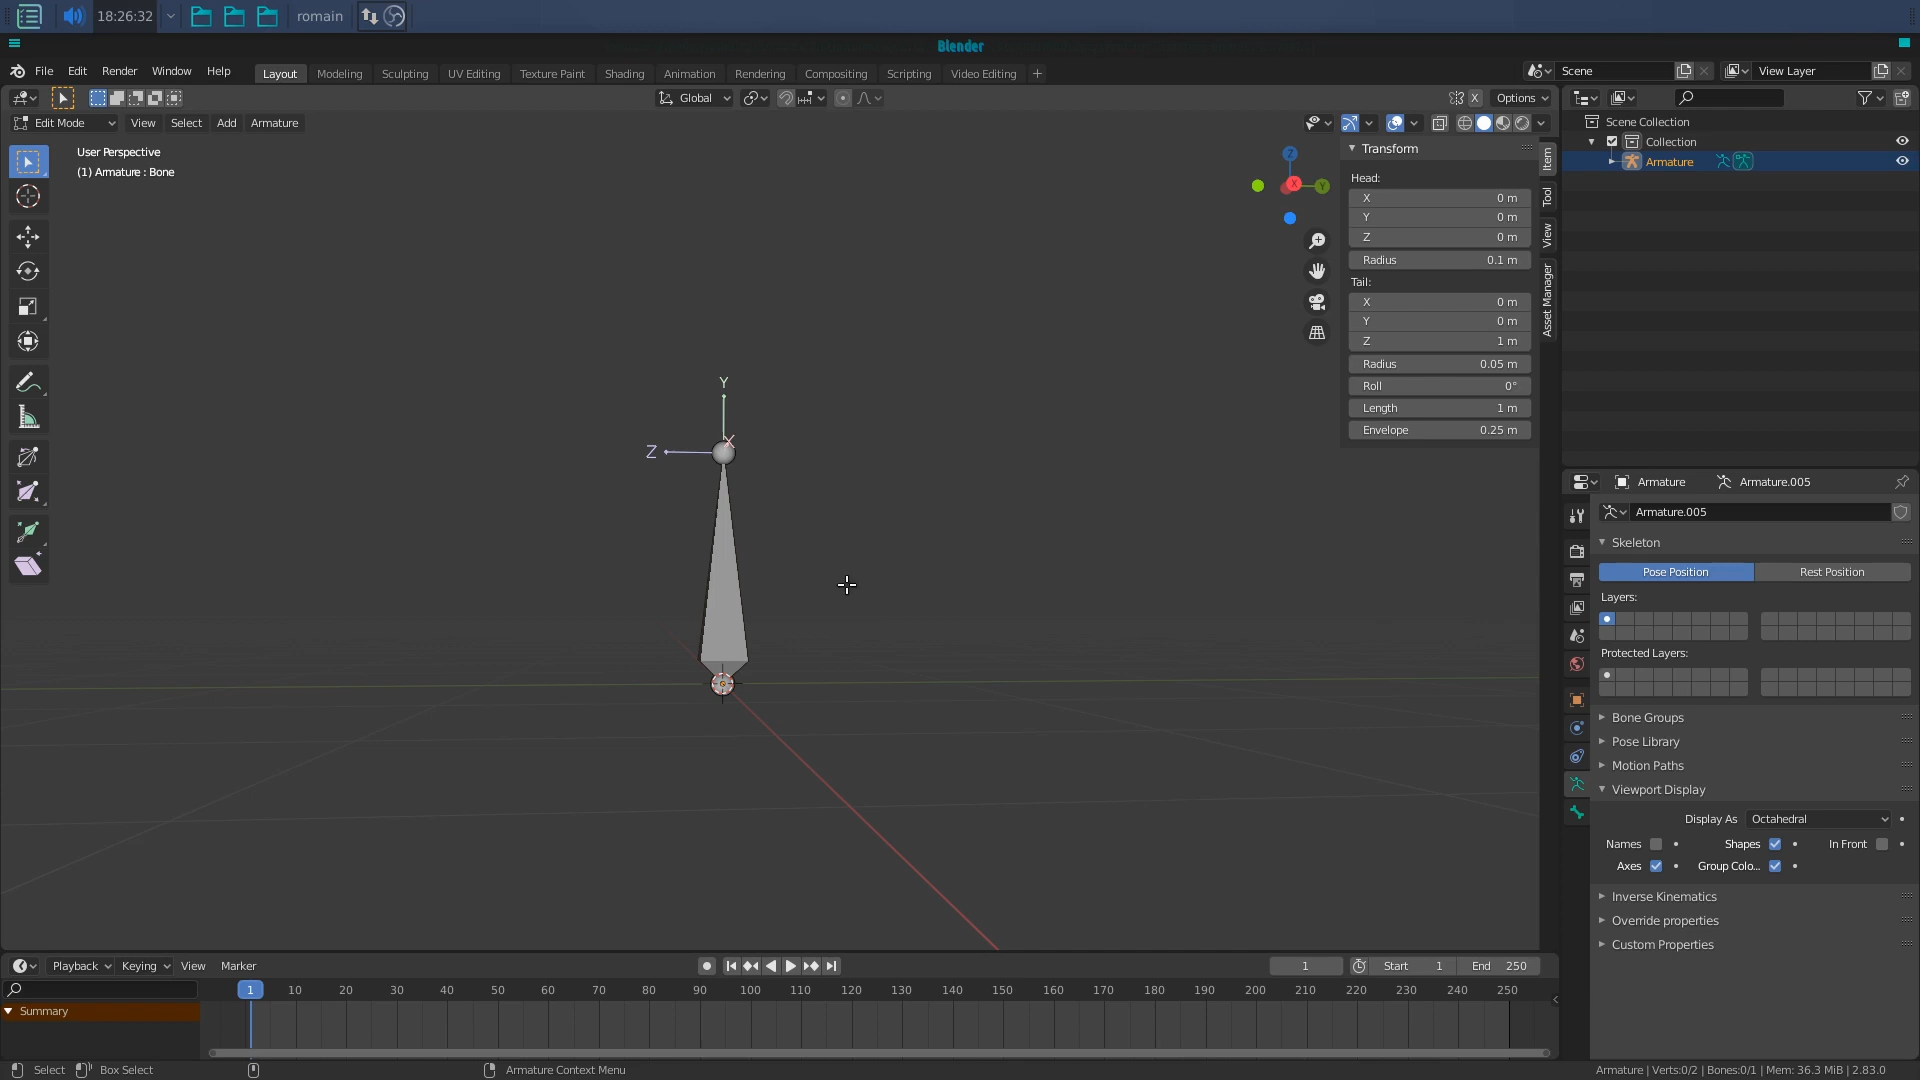 18:26:32
romain
Blender
File Edit Render Window Help
Layout Modeling Sculpting UV Editing Texture Paint Shading Animation Rendering Compositing Scripting Video Editing +
Scene
View Layer
Global
X
Options
Edit Mode View Select Add Armature
User Perspective
(1) Armature : Bone
Z
X
Y
Y
X
Z
Transform
Head:
X 0 m
Y 0 m
Z 0 m
Radius 0.1 m
Tail:
X 0 m
Y 0 m
Z 1 m
Radius 0.05 m
Roll 0°
Length 1 m
Envelope 0.25 m
Item
Tool
View
Asset Manager
Scene Collection
Collection
Armature
Armature Armature.005
Armature.005
Skeleton
Pose Position Rest Position
Layers:
Protected Layers:
Bone Groups
Pose Library
Motion Paths
Viewport Display
Display As Octahedral
Names Shapes In Front
Axes Group Colo...
Inverse Kinematics
Override properties
Custom Properties
Playback Keying View Marker
1 Start 1 End 250
1 10 20 30 40 50 60 70 80 90 100 110 120 130 140 150 160 170 180 190 200 210 220 230 240 250
Summary
Select Box Select Armature Context Menu
Armature | Verts:0/2 | Bones:0/1 | Mem: 36.3 MiB | 2.83.0